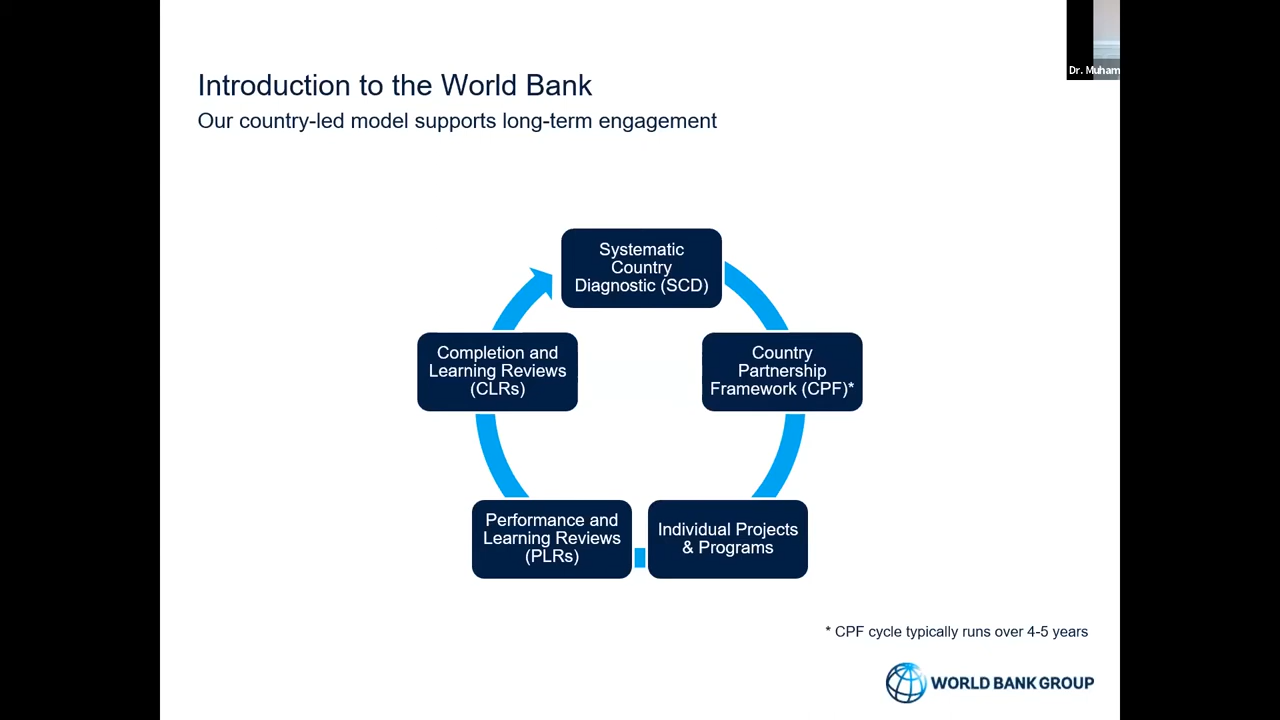 Dr. Muham
Introduction to the World Bank
Our country-led model supports long-term engagement
Systematic
Country
Diagnostic (SCD)
Country
Partnership
Framework (CPF)*
Individual Projects
& Programs
Performance and
Learning Reviews
(PLRs)
Completion and
Learning Reviews
(CLRs)
* CPF cycle typically runs over 4-5 years
WORLD BANK GROUP